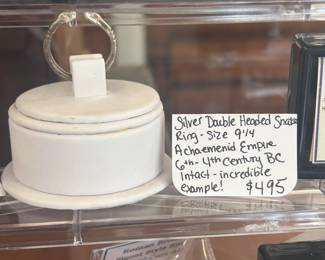 Silver Double Headed Snake
Ring - Size 9 1/4
Achaemenid Empire
6th - 4th Century BC
Intact - incredible
example! $495